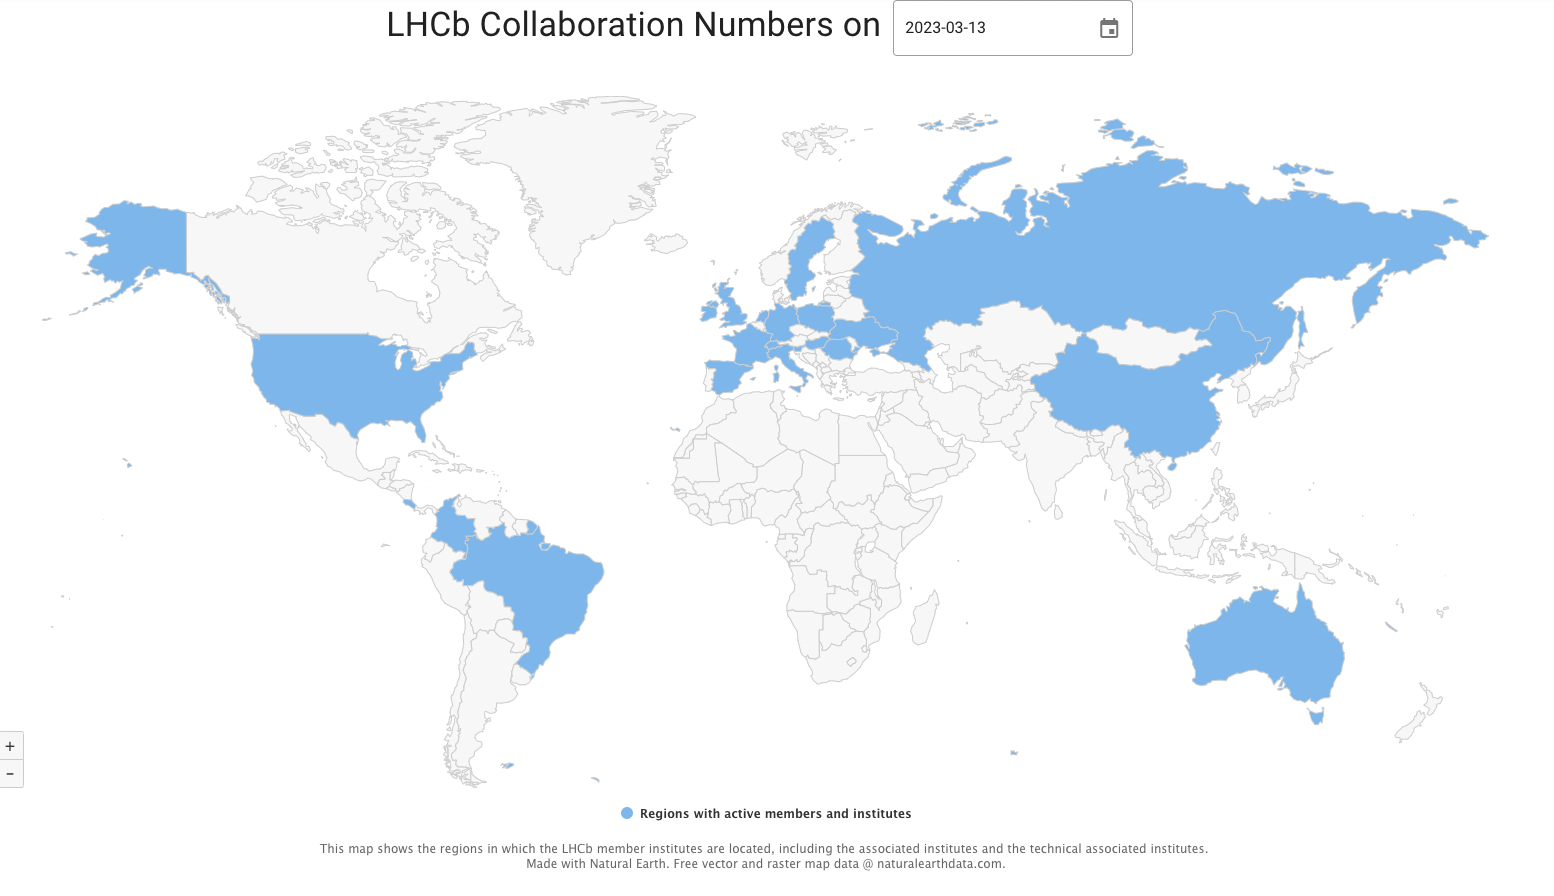 LHCb Collaboration Numbers on 2023-03-13
+
-
Regions with active members and institutes
This map shows the regions in which the LHCb member institutes are located, including the associated institutes and the technical associated institutes.
Made with Natural Earth. Free vector and raster map data @ naturalearthdata.com.